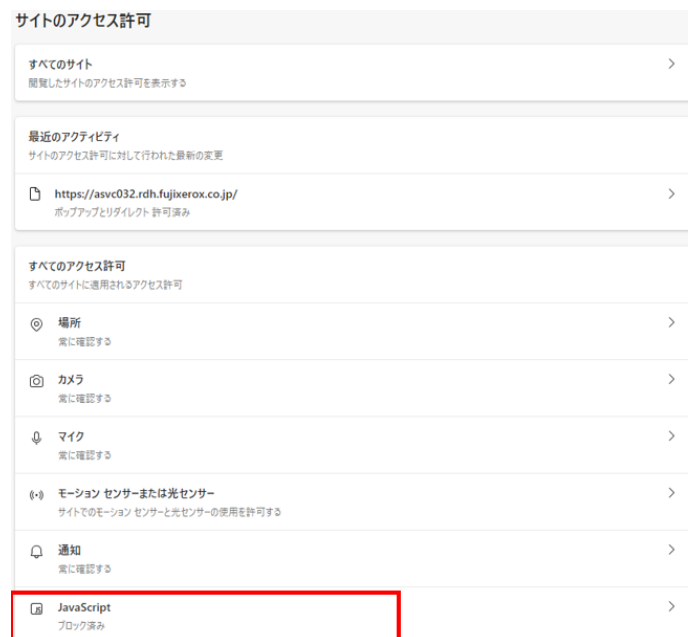 サイトのアクセス許可
すべてのサイト
閲覧したサイトのアクセス許可を表示する
最近のアクティビティ
サイトのアクセス許可に対して行われた最新の変更
https://asvc032.rdh.fujixerox.co.jp/
ポップアップとリダイレクト 許可済み
すべてのアクセス許可
すべてのサイトに適用されるアクセス許可
場所
常に確認する
カメラ
常に確認する
マイク
常に確認する
モーション センサーまたは光センサー
サイトでのモーション センサーと光センサーの使用を許可する
通知
常に確認する
JavaScript
ブロック済み